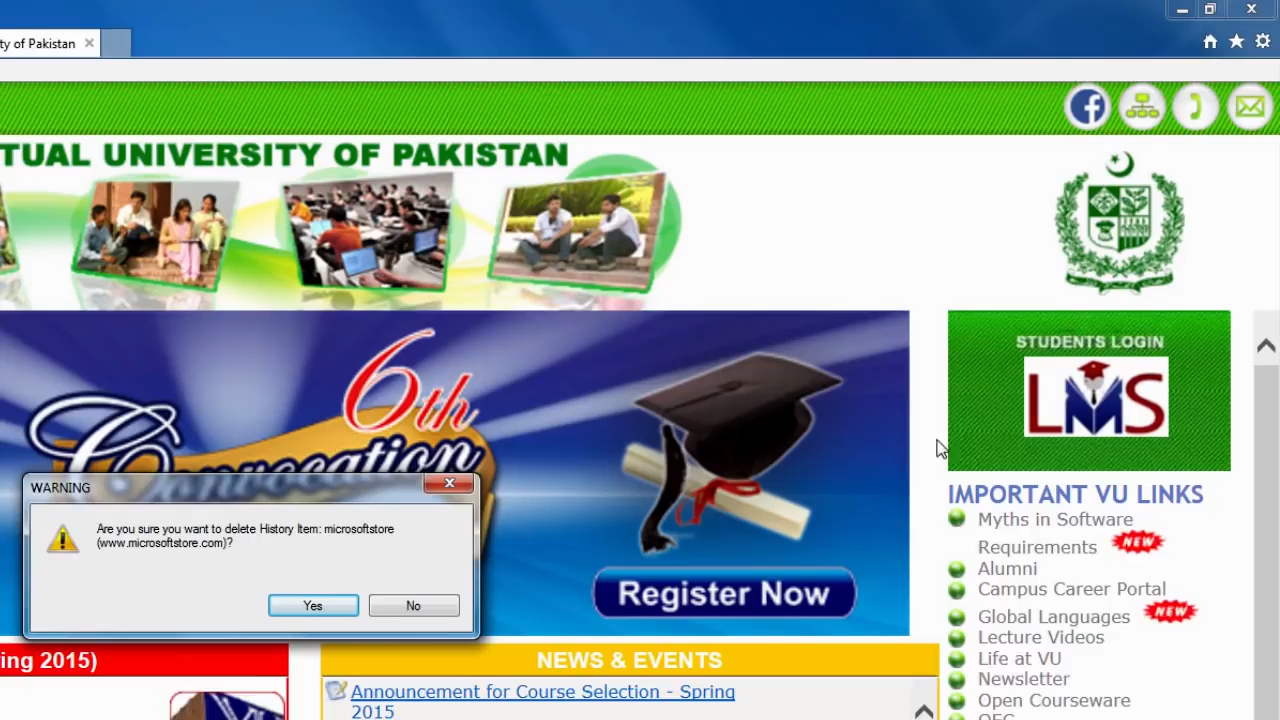 ty of Pakistan
TUAL UNIVERSITY OF PAKISTAN
6th
Convocation
Register Now
STUDENTS LOGIN
LMS
WARNING
Are you sure you want to delete History Item: microsoftstore
(www.microsoftstore.com)?
Yes
No
IMPORTANT VU LINKS
Myths in Software
Requirements NEW
Alumni
Campus Career Portal
Global Languages NEW
Lecture Videos
Life at VU
Newsletter
Open Courseware
ring 2015)
NEWS & EVENTS
Announcement for Course Selection - Spring
2015